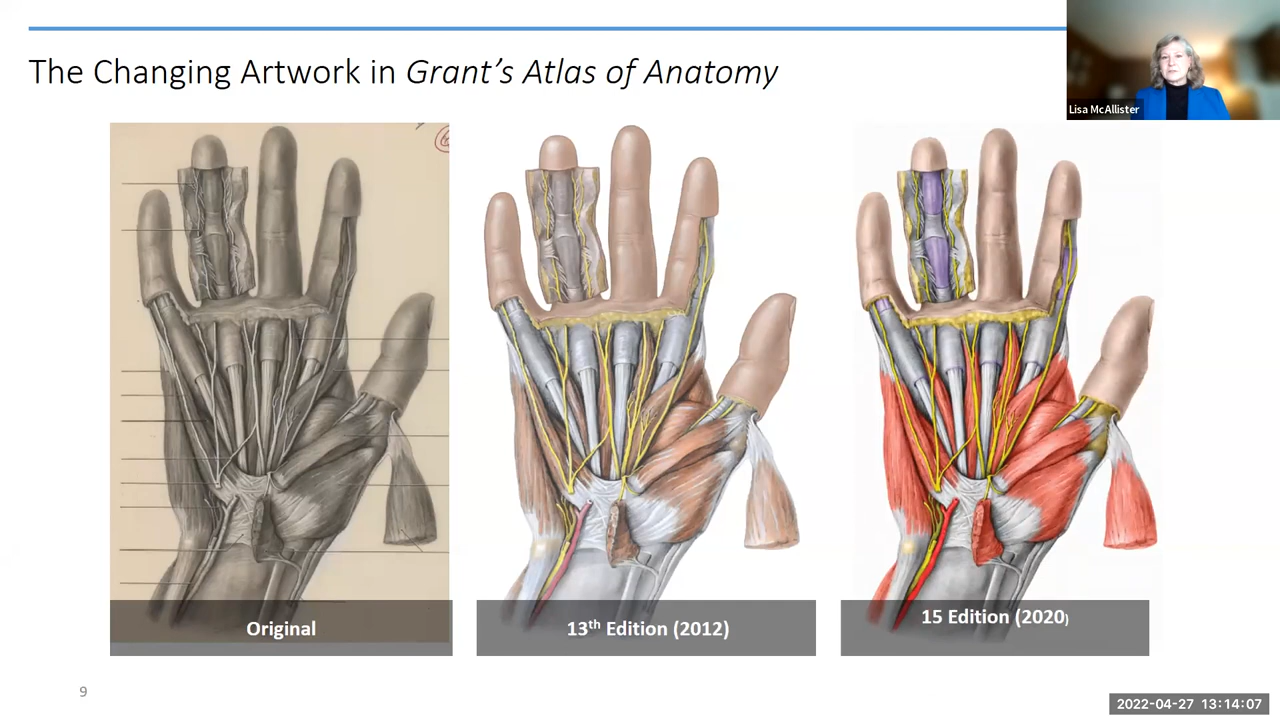 The Changing Artwork in Grant's Atlas of Anatomy
Lisa McAllister
Original
13th Edition (2012)
15 Edition (2020)
9
2022-04-27 13:14:07